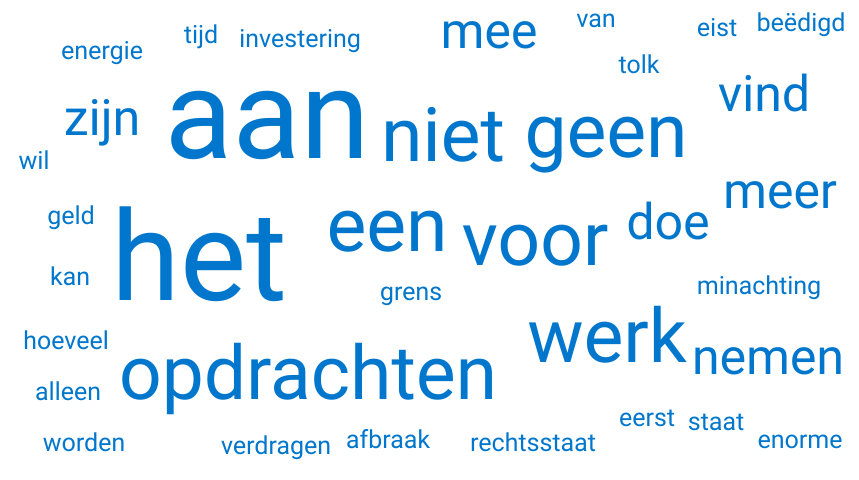 van
eist
beëdigd
tijd
investering
mee
energie
tolk
zijn
aan
niet
geen
vind
wil
meer
geld
het
een
voor
doe
kan
grens
minachting
hoeveel
werk
nemen
alleen
opdrachten
eerst
staat
worden
verdragen
afbraak
rechtsstaat
enorme